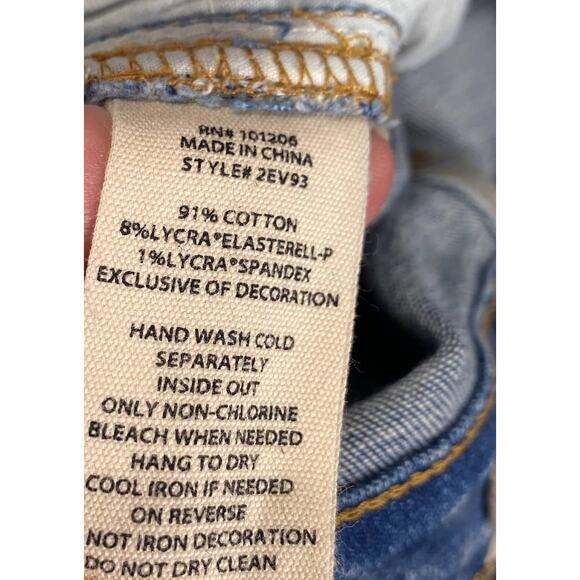 RN# 101206
MADE IN CHINA
STYLE# 2EV93
91% COTTON
8%LYCRA®ELASTERELL-P
1%LYCRA®SPANDEX
EXCLUSIVE OF DECORATION
HAND WASH COLD
SEPARATELY
INSIDE OUT
ONLY NON-CHLORINE
BLEACH WHEN NEEDED
HANG TO DRY
COOL IRON IF NEEDED
ON REVERSE
NOT IRON DECORATION
DO NOT DRY CLEAN